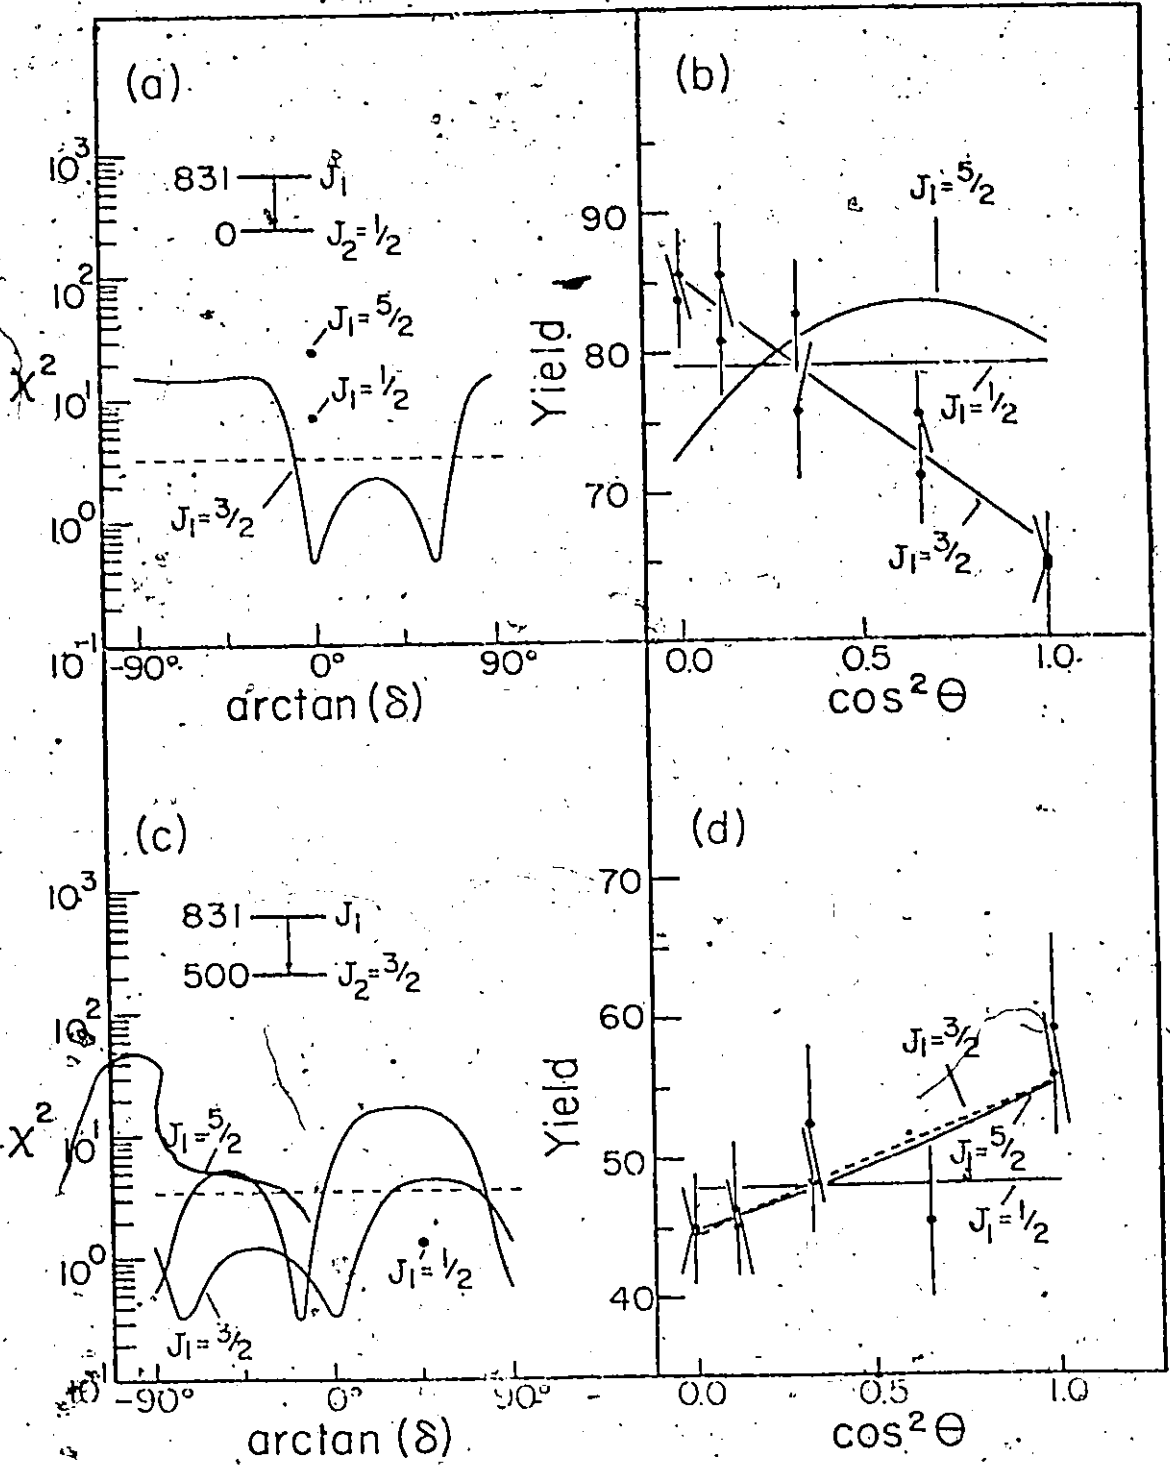 (a)
10³
831 J₁
0 J₂=1/2
10²
J₁=5/2
χ²
10¹
J₁=1/2
10⁰
J₁=3/2
10⁻¹
-90° 0° 90°
arctan(δ)
(b)
J₁=5/2
90
Yield
80
J₁=1/2
70
J₁=3/2
0.0 0.5 1.0
cos²θ
(c)
10³
831 J₁
500 J₂=3/2
10²
χ²
10¹
J₁=5/2
10⁰
J₁=1/2
J₁=3/2
-90° 0° 90°
arctan(δ)
(d)
70
60
J₁=3/2
Yield
50
J₁=5/2
J₁=1/2
40
0.0 0.5 1.0
cos²θ